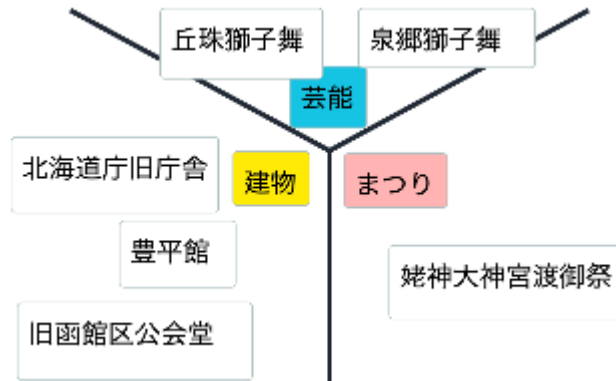 丘珠獅子舞
泉郷獅子舞
芸能
北海道庁旧庁舎
建物
まつり
豊平館
姥神大神宮渡御祭
旧函館区公会堂